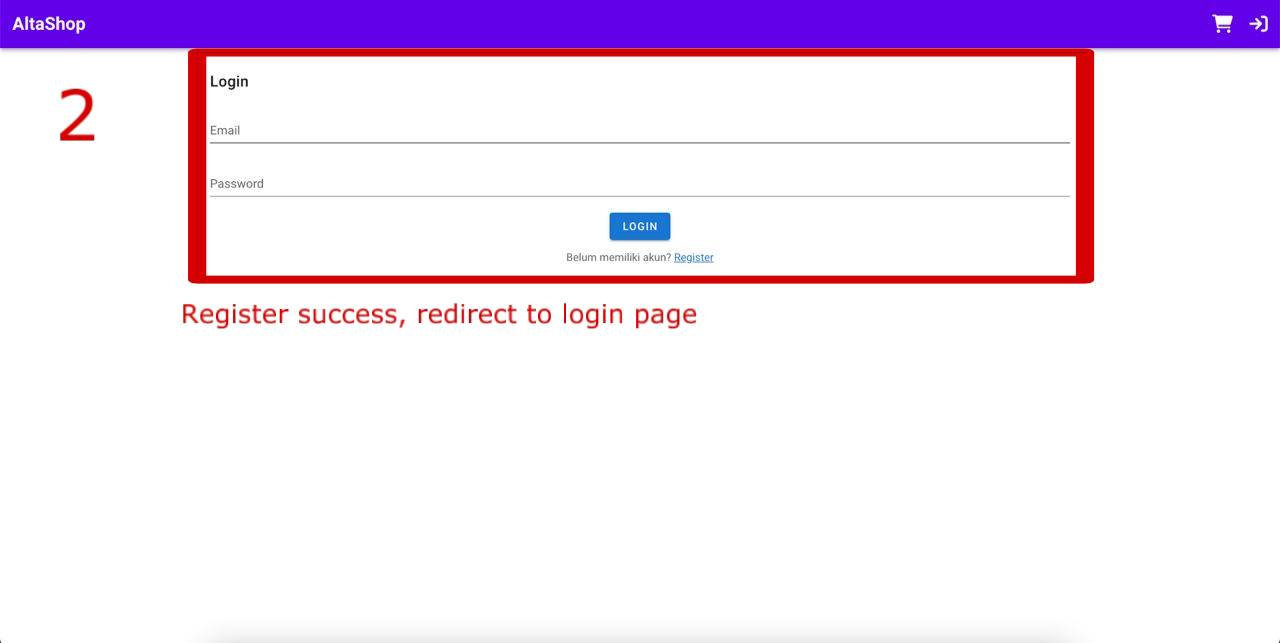 AltaShop
2
Login
Email
Password
LOGIN
Belum memiliki akun? Register
Register success, redirect to login page